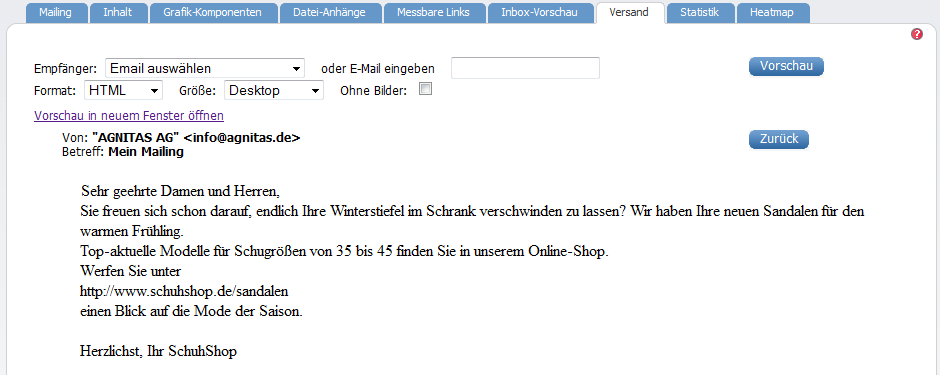 Mailing Inhalt Grafik-Komponenten Datei-Anhänge Messbare Links Inbox-Vorschau Versand Statistik Heatmap
?
Empfänger: Email auswählen oder E-Mail eingeben Vorschau
Format: HTML Größe: Desktop Ohne Bilder:
Vorschau in neuem Fenster öffnen
Von: "AGNITAS AG" <info@agnitas.de> Zurück
Betreff: Mein Mailing
Sehr geehrte Damen und Herren,
Sie freuen sich schon darauf, endlich Ihre Winterstiefel im Schrank verschwinden zu lassen? Wir haben Ihre neuen Sandalen für den
warmen Frühling.
Top-aktuelle Modelle für Schugrößen von 35 bis 45 finden Sie in unserem Online-Shop.
Werfen Sie unter
http://www.schuhshop.de/sandalen
einen Blick auf die Mode der Saison.
Herzlichst, Ihr SchuhShop